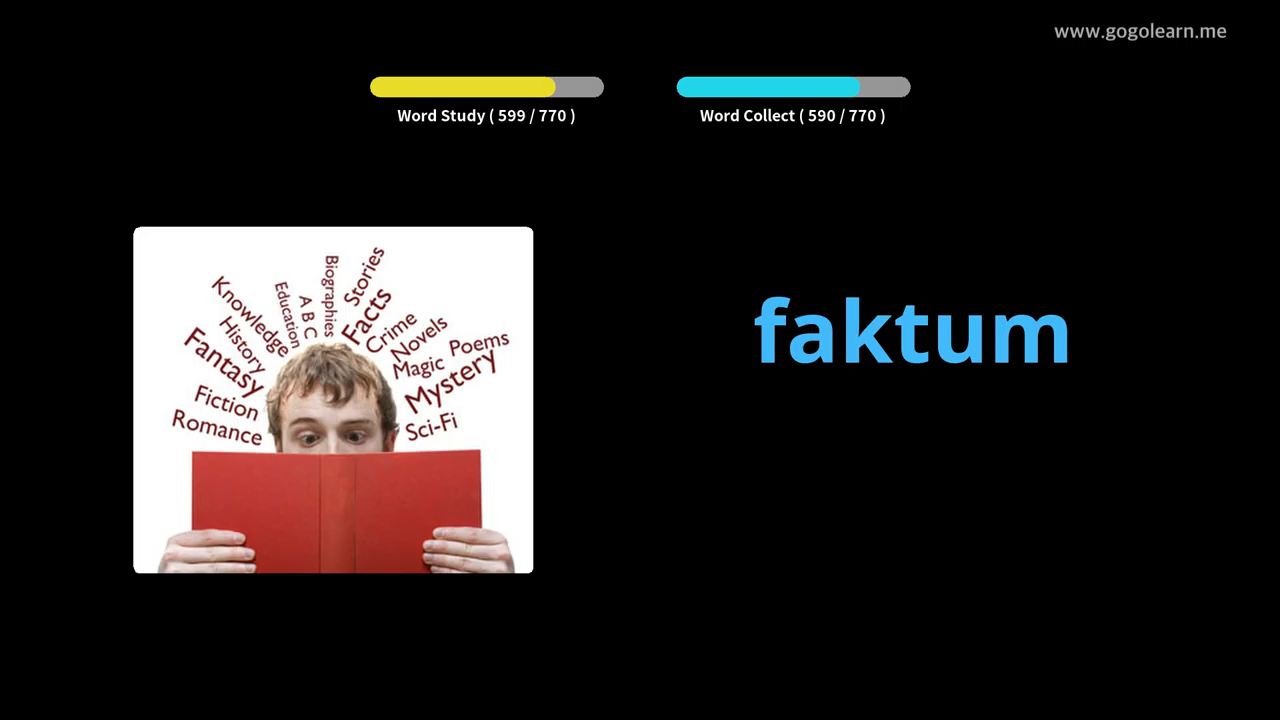 www.gogolearn.me
Word Study ( 599 / 770 )
Word Collect ( 590 / 770 )
faktum
Stories
Biographies
Education
A B C
Facts
Knowledge
Crime
History
Novels
Poems
Fantasy
Magic
Mystery
Fiction
Romance
Sci-Fi